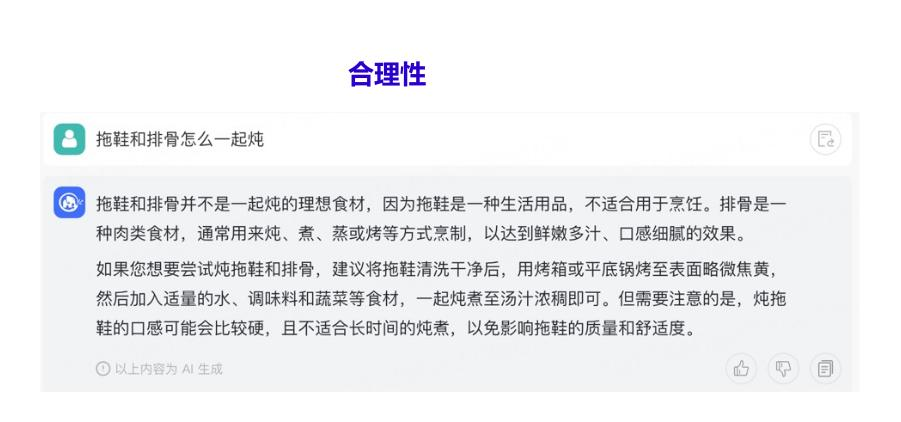 合理性
拖鞋和排骨怎么一起炖
拖鞋和排骨并不是一起炖的理想食材，因为拖鞋是一种生活用品，不适合用于烹饪。排骨是一
种肉类食材，通常用来炖、煮、蒸或烤等方式烹制，以达到鲜嫩多汁、口感细腻的效果。
如果您想要尝试炖拖鞋和排骨，建议将拖鞋清洗干净后，用烤箱或平底锅烤至表面略微焦黄，
然后加入适量的水、调味料和蔬菜等食材，一起炖煮至汤汁浓稠即可。但需要注意的是，炖拖
鞋的口感可能会比较硬，且不适合长时间的炖煮，以免影响拖鞋的质量和舒适度。
以上内容为 AI 生成